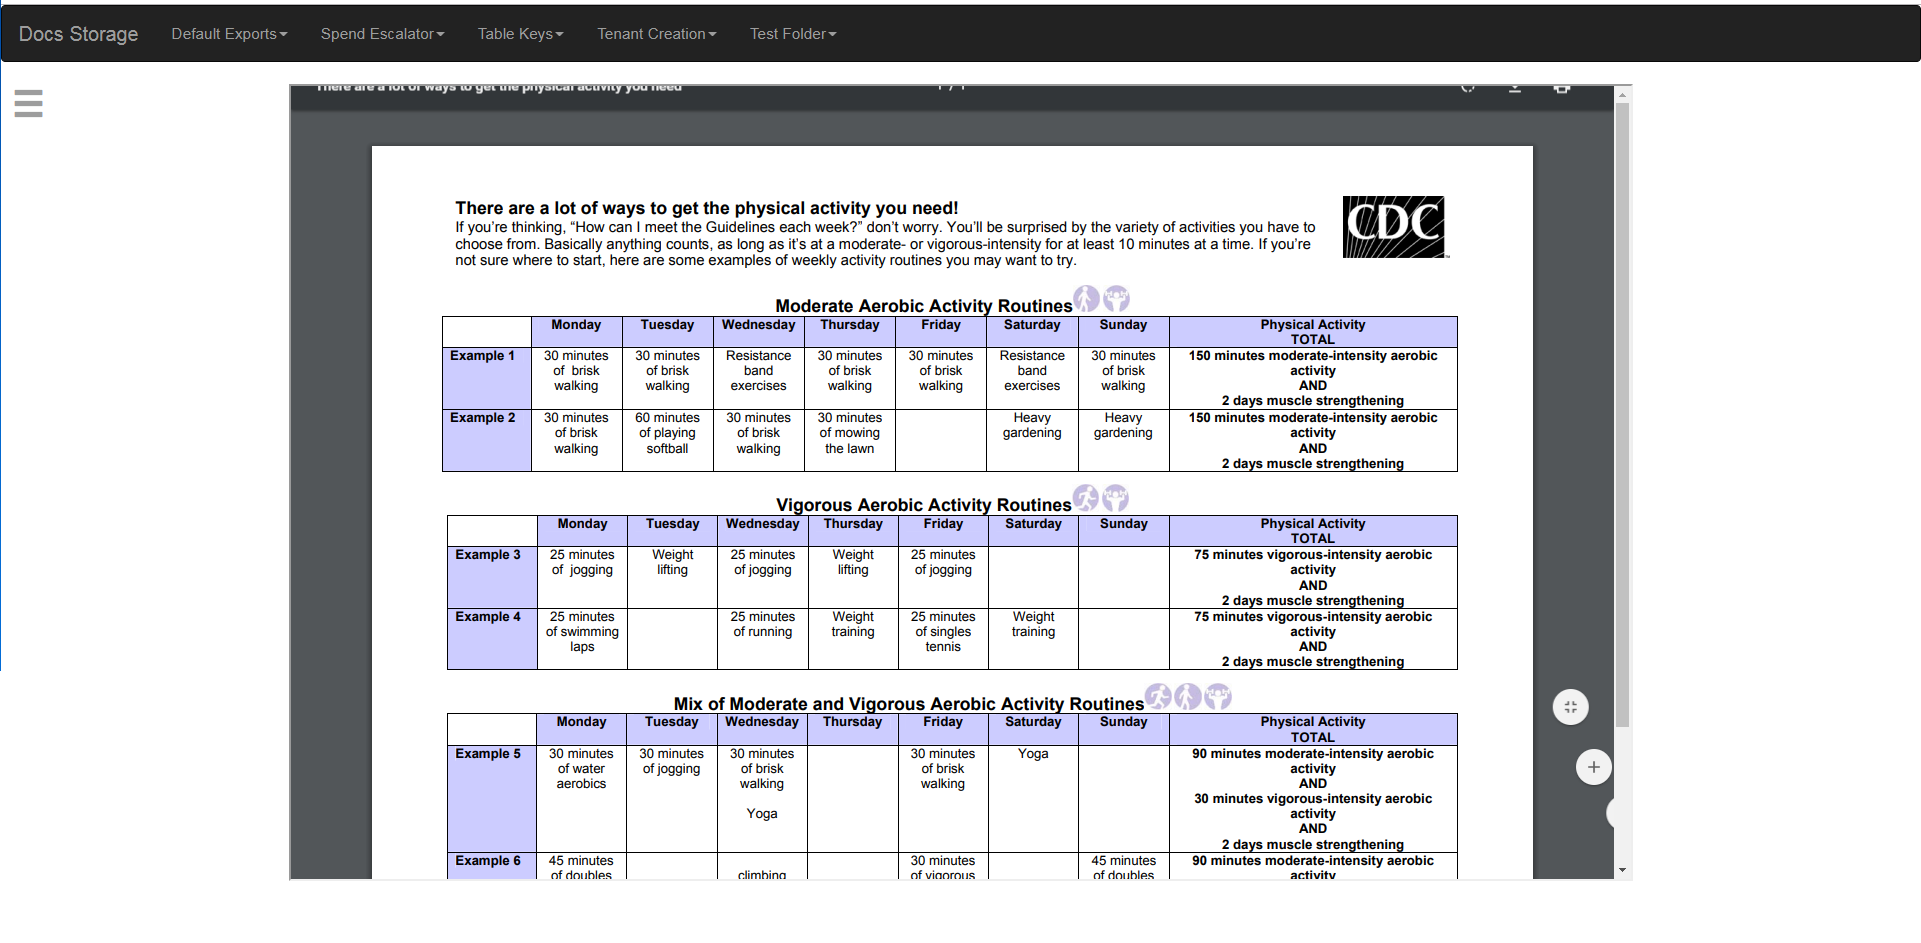 Docs Storage Default Exports Spend Escalator Table Keys Tenant Creation Test Folder
There are a lot of ways to get the physical activity you need 1 / 1
There are a lot of ways to get the physical activity you need!
CDC
If you're thinking, “How can I meet the Guidelines each week?” don't worry. You'll be surprised by the variety of activities you have to
choose from. Basically anything counts, as long as it's at a moderate- or vigorous-intensity for at least 10 minutes at a time. If you're
not sure where to start, here are some examples of weekly activity routines you may want to try.
Moderate Aerobic Activity Routines
Monday Tuesday Wednesday Thursday Friday Saturday Sunday Physical Activity
TOTAL
Example 1 30 minutes 30 minutes Resistance 30 minutes 30 minutes Resistance 30 minutes 150 minutes moderate-intensity aerobic
of brisk of brisk band of brisk of brisk band of brisk activity
walking walking exercises walking walking exercises walking AND
2 days muscle strengthening
Example 2 30 minutes 60 minutes 30 minutes 30 minutes Heavy Heavy 150 minutes moderate-intensity aerobic
of brisk of playing of brisk of mowing gardening gardening activity
walking softball walking the lawn AND
2 days muscle strengthening
Vigorous Aerobic Activity Routines
Monday Tuesday Wednesday Thursday Friday Saturday Sunday Physical Activity
TOTAL
Example 3 25 minutes Weight 25 minutes Weight 25 minutes 75 minutes vigorous-intensity aerobic
of jogging lifting of jogging lifting of jogging activity
AND
2 days muscle strengthening
Example 4 25 minutes 25 minutes Weight 25 minutes Weight 75 minutes vigorous-intensity aerobic
of swimming of running training of singles training activity
laps tennis AND
2 days muscle strengthening
Mix of Moderate and Vigorous Aerobic Activity Routines
Monday Tuesday Wednesday Thursday Friday Saturday Sunday Physical Activity
TOTAL
Example 5 30 minutes 30 minutes 30 minutes 30 minutes Yoga 90 minutes moderate-intensity aerobic
of water of jogging of brisk of brisk activity
aerobics walking walking AND
30 minutes vigorous-intensity aerobic
Yoga activity
AND
2 days muscle strengthening
Example 6 45 minutes 30 minutes 45 minutes 90 minutes moderate-intensity aerobic
of doubles climbing of vigorous of doubles activity